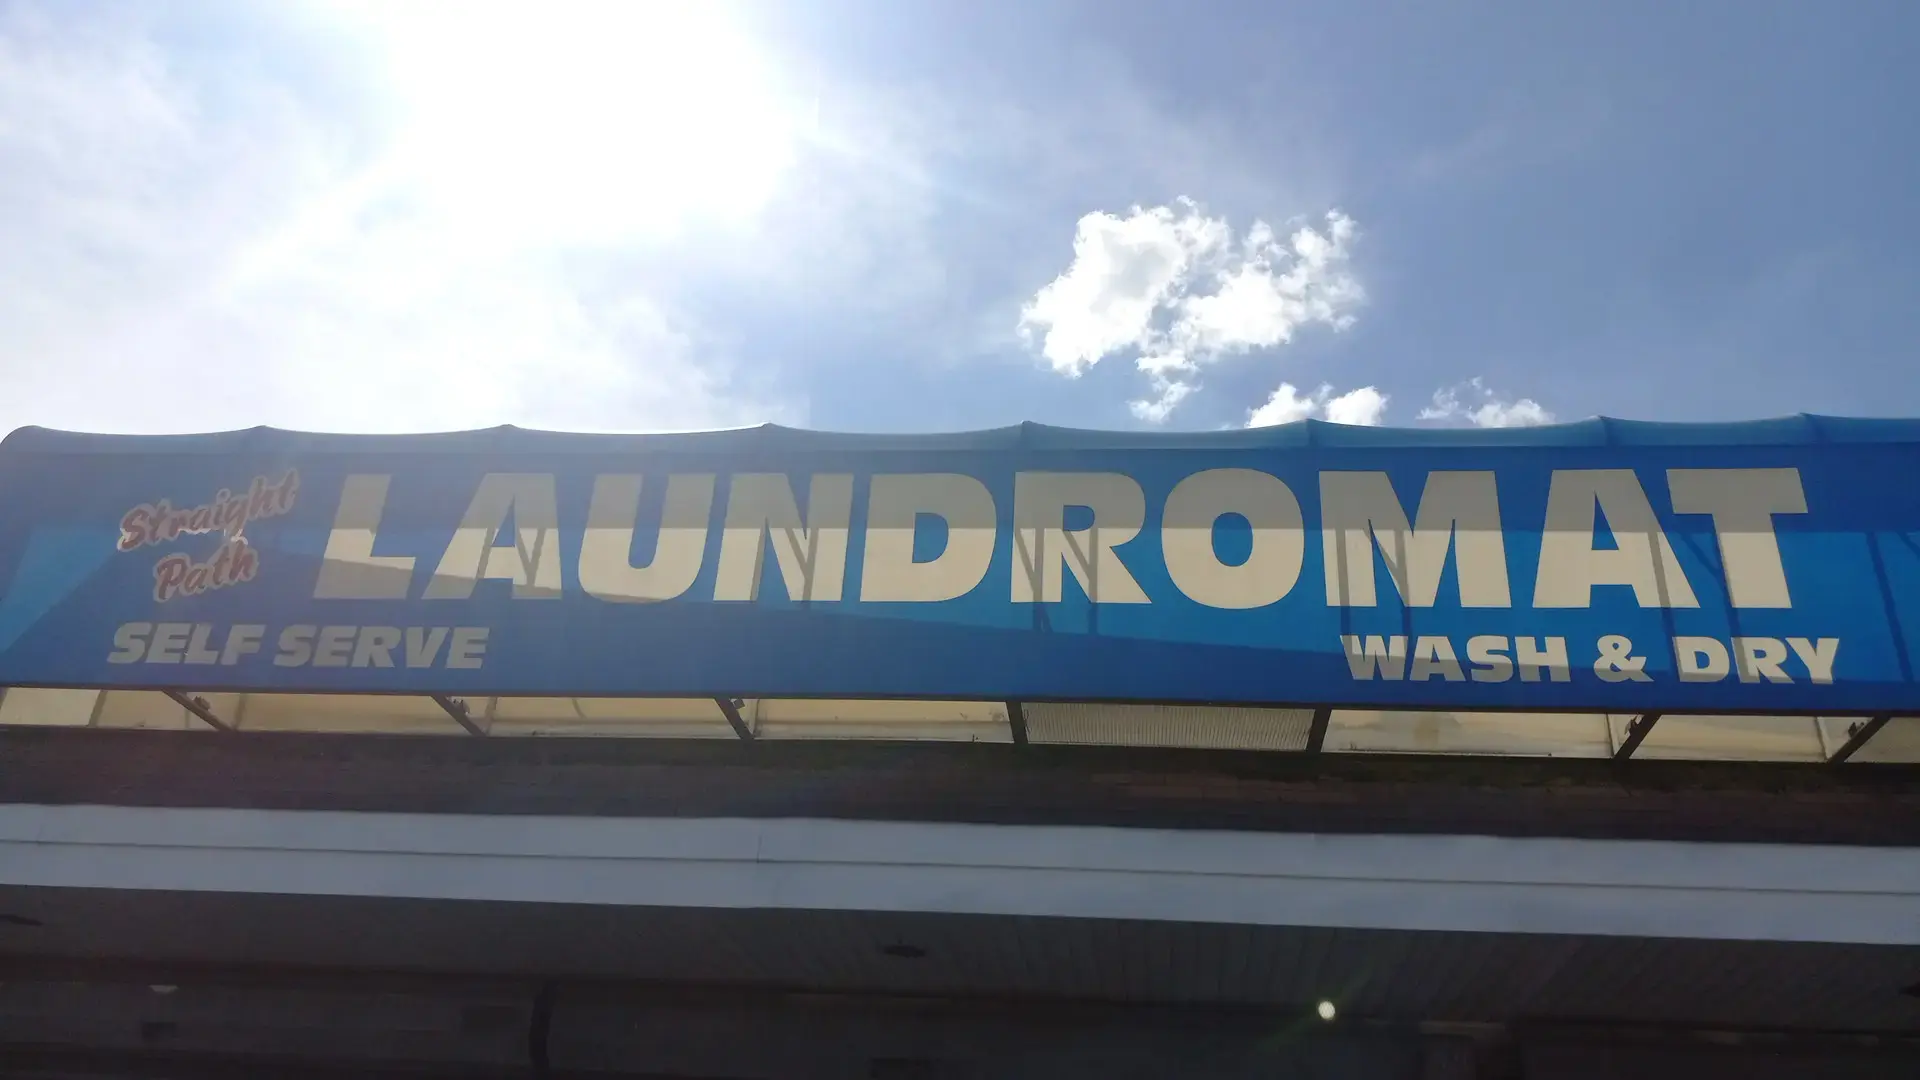 Straight
Path
LAUNDROMAT
SELF SERVE
WASH & DRY